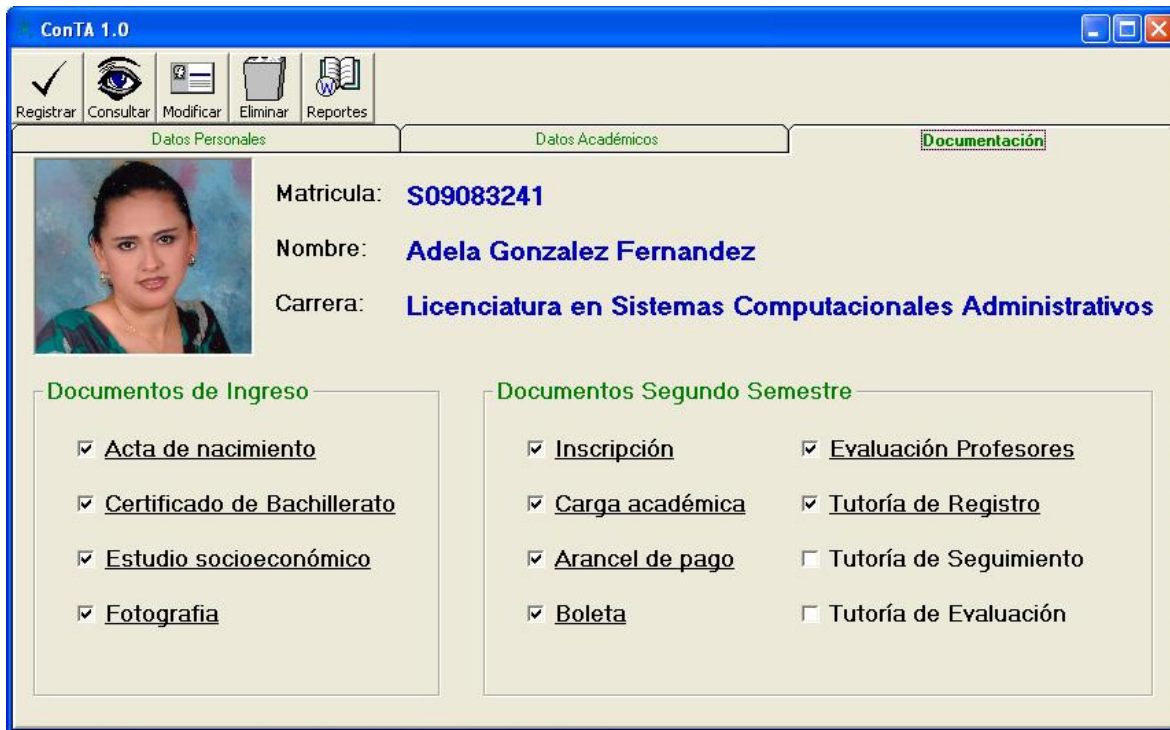 ConTA 1.0
Registrar Consultar Modificar Eliminar Reportes
Datos Personales Datos Académicos Documentación
Matricula: S09083241
Nombre: Adela Gonzalez Fernandez
Carrera: Licenciatura en Sistemas Computacionales Administrativos
Documentos de Ingreso
Acta de nacimiento
Certificado de Bachillerato
Estudio socioeconómico
Fotografia
Documentos Segundo Semestre
Inscripción
Carga académica
Arancel de pago
Boleta
Evaluación Profesores
Tutoría de Registro
Tutoría de Seguimiento
Tutoría de Evaluación